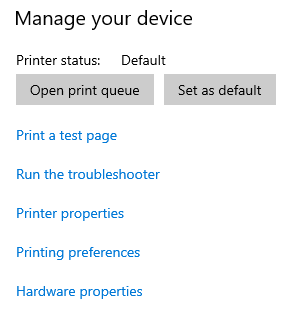 Manage your device
Printer status: Default
Open print queue Set as default
Print a test page
Run the troubleshooter
Printer properties
Printing preferences
Hardware properties